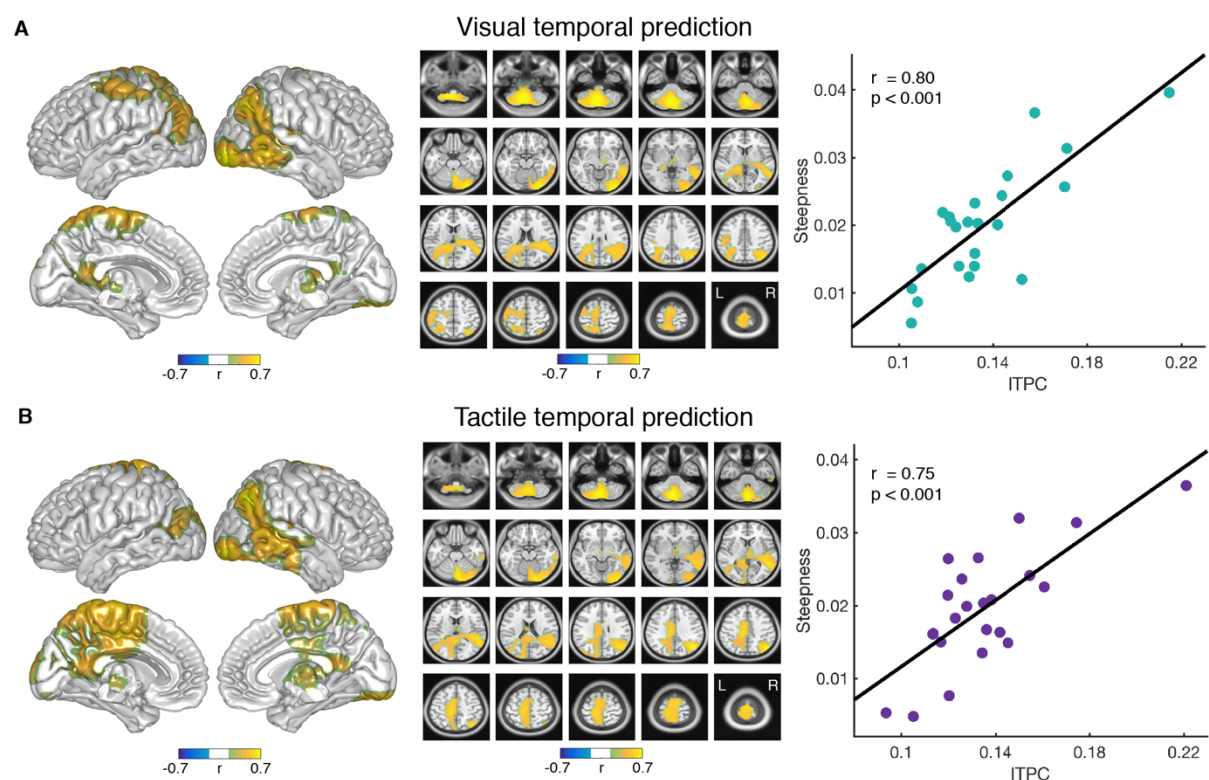 A
Visual temporal prediction
r = 0.80
p < 0.001
Steepness
0.04
0.03
0.02
0.01
0.1 0.14 0.18 0.22
ITPC
L R
-0.7 r 0.7
-0.7 r 0.7
B
Tactile temporal prediction
r = 0.75
p < 0.001
Steepness
0.04
0.03
0.02
0.01
0.1 0.14 0.18 0.22
ITPC
L R
-0.7 r 0.7
-0.7 r 0.7